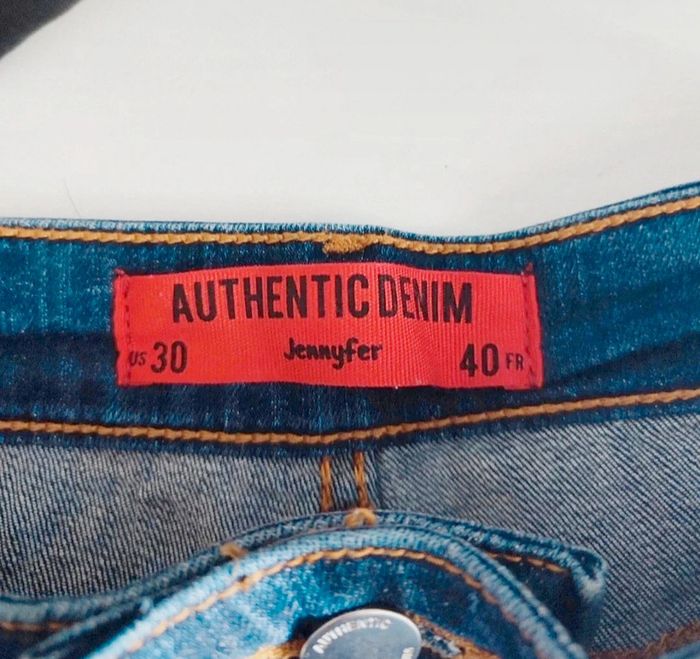 AUTHENTIC DENIM
US 30 Jennyfer 40 FR
AUTHENTIC